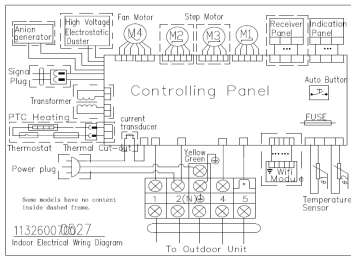 Anion generator
High Voltage Electrostatic Duster
Fan Motor
Step Motor
Receiver Panel
Indication Panel
M4
M2
M3
M1
Signal Plug
Controlling Panel
Auto Button
Transformer
PTC Heating
current transducer
FUSE
Thermostat
Thermal Cut-out
Yellow Green
Power plug
Wifi Module
1
2(N)
4
5
Temperature Sensor
Some models have no content
inside dashed frame.
Indoor Electrical Wring Diagram
To Outdoor Unit